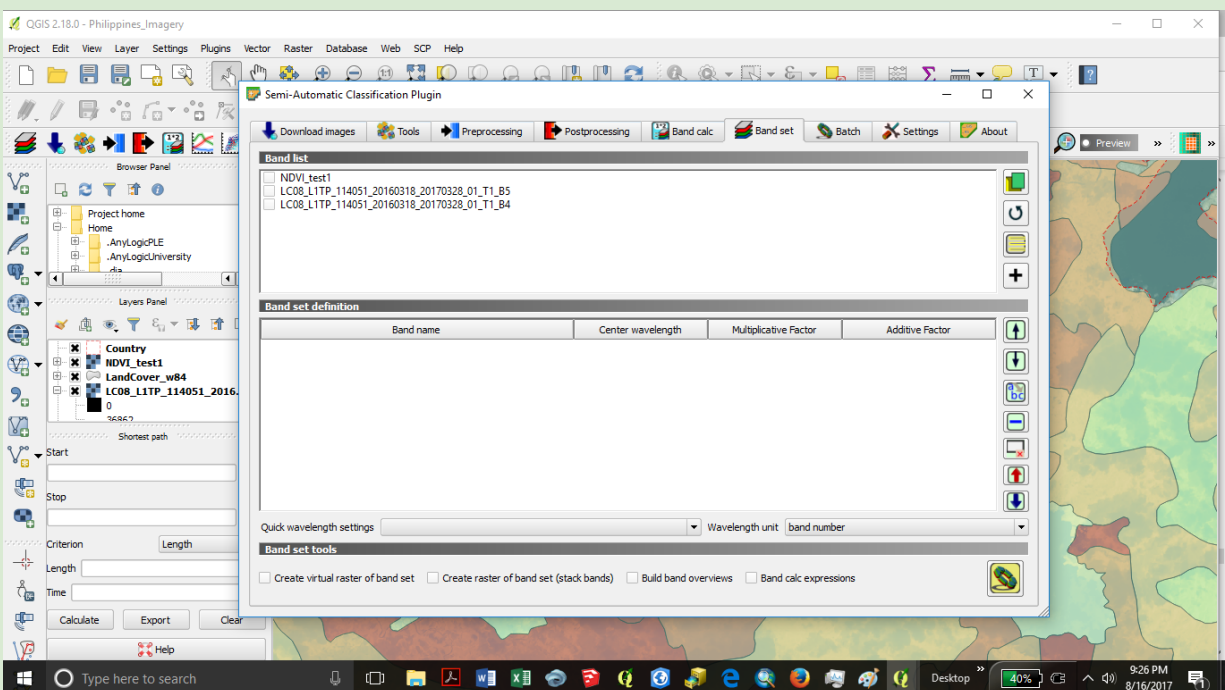 QGIS 2.18.0 - Philippines_Imagery
Project Edit View Layer Settings Plugins Vector Raster Database Web SCP Help
Semi-Automatic Classification Plugin
Download images Tools Preprocessing Postprocessing Band calc Band set Batch Settings About
Preview » »
Browser Panel
Project home
Home
.AnyLogicPLE
.AnyLogicUniversity
.dia
Layers Panel
Country
NDVI_test1
LandCover_w84
LC08_L1TP_114051_2016.
0
36862
Shortest path
Start
Stop
Criterion Length
Length
Time
Calculate Export Clear
Help
Band list
NDVI_test1
LC08_L1TP_114051_20160318_20170328_01_T1_B5
LC08_L1TP_114051_20160318_20170328_01_T1_B4
Band set definition
Band name Center wavelength Multiplicative Factor Additive Factor
Quick wavelength settings Wavelength unit band number
Band set tools
Create virtual raster of band set Create raster of band set (stack bands) Build band overviews Band calc expressions
Type here to search
Desktop » 40% 9:26 PM
8/16/2017